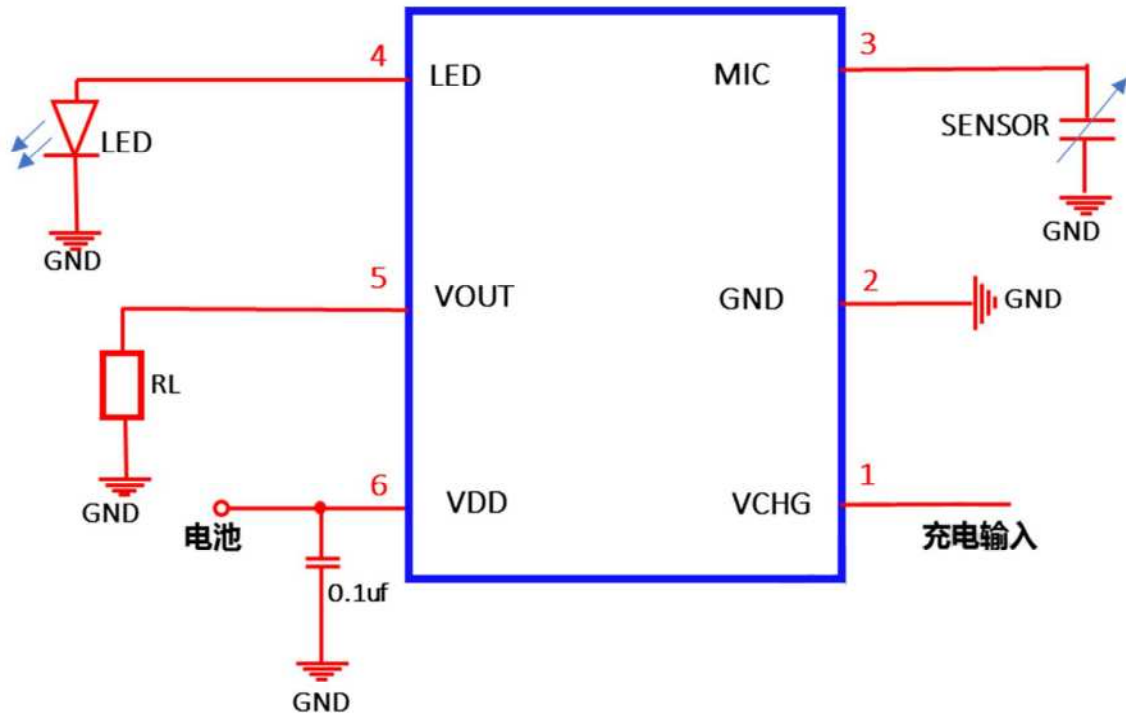 4
3
LED
MIC
LED
SENSOR
GND
GND
5
2
VOUT
GND
GND
RL
6
1
GND
VDD
VCHG
电池
充电输入
0.1uf
GND